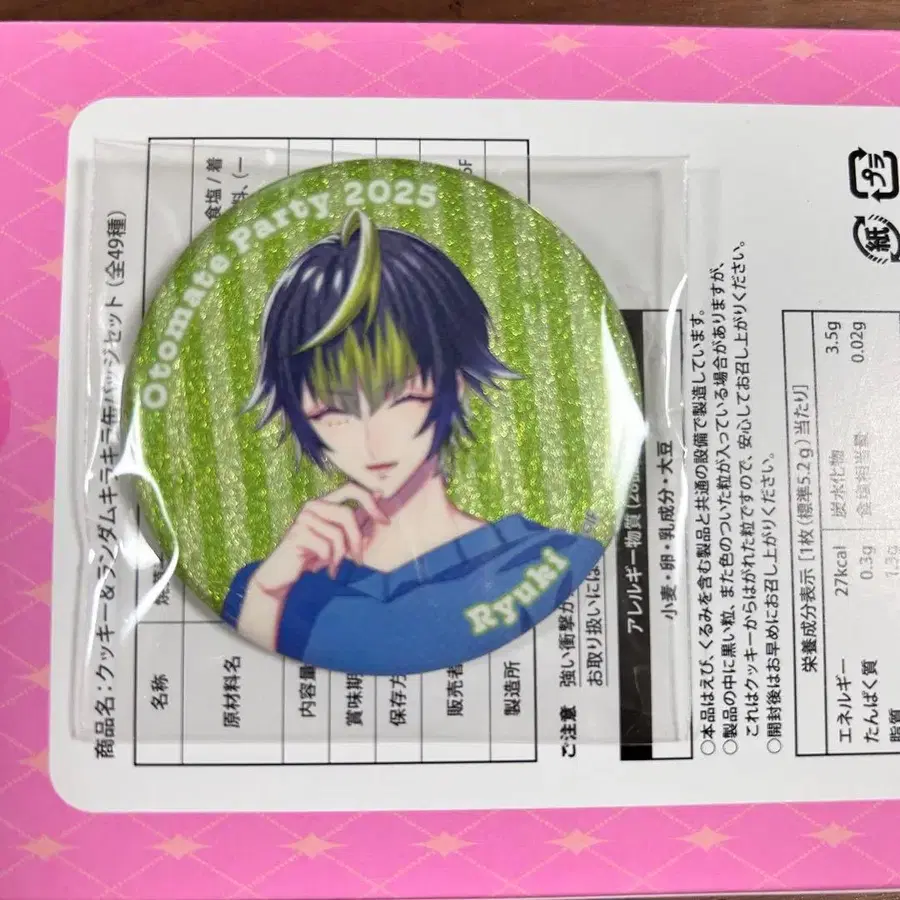 Otomate Party 2025
Ryuki
商品名：クッキー＆ランダムキラキラ缶バッジセット（全49種）
名称
焼
原材料名
食塩 / 着
料、(一
内容量
賞味期
保存方
販売者
製造所
ご注意
強い衝撃が
お取り扱いには
アレルギー物質
小麦・卵・乳成分・大豆
○本品はえび、くるみを含む製品と共通の設備で製造しています。
○製品の中に黒い粒、また色のついた粒が入っている場合がありますが、
これはクッキーからはがれた粒ですので、安心してお召し上がりください。
○開封後はお早めにお召し上がりください。
栄養成分表示［1枚(標準5.2g)当たり］
エネルギー 27kcal 炭水化物 3.5g
たんぱく質 0.3g 食塩相当量 0.02g
脂質 1.3g
プラ
紙